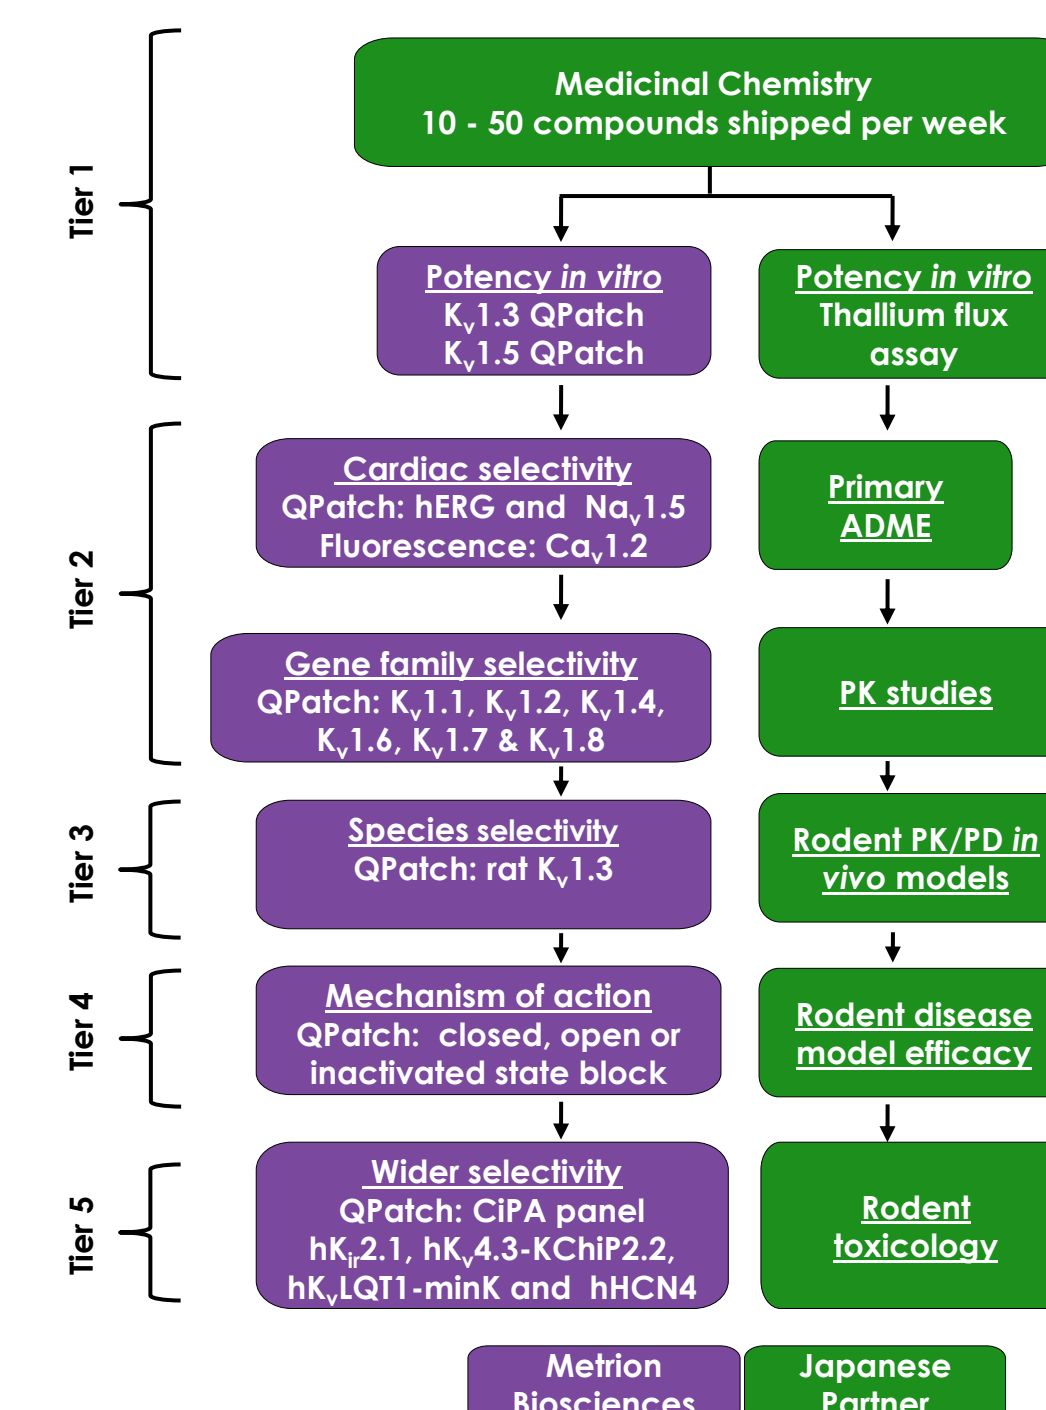 Tier 1
Medicinal Chemistry
10 - 50 compounds shipped per week
Potency in vitro
Kv1.3 QPatch
Kv1.5 QPatch
Potency in vitro
Thallium flux
assay
Tier 2
Cardiac selectivity
QPatch: hERG and Nav1.5
Fluorescence: Cav1.2
Primary
ADME
Gene family selectivity
QPatch: Kv1.1, Kv1.2, Kv1.4,
Kv1.6, Kv1.7 & Kv1.8
PK studies
Tier 3
Species selectivity
QPatch: rat Kv1.3
Rodent PK/PD in
vivo models
Tier 4
Mechanism of action
QPatch: closed, open or
inactivated state block
Rodent disease
model efficacy
Tier 5
Wider selectivity
QPatch: CiPA panel
hKir2.1, hKv4.3-KChiP2.2,
hKvLQT1-minK and hHCN4
Rodent
toxicology
Metrion
Biosciences
Japanese
Partner